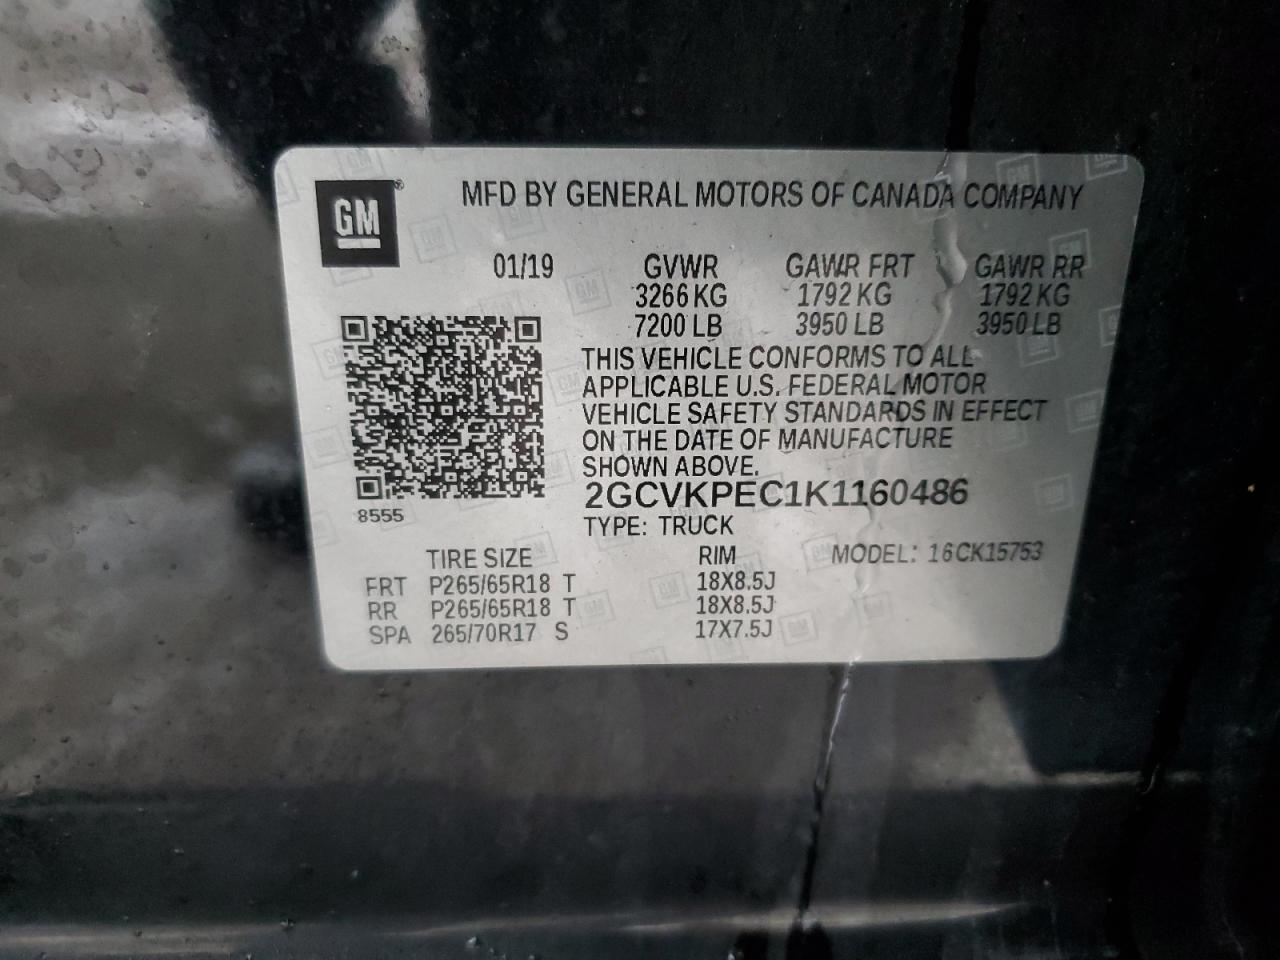 GM®
MFD BY GENERAL MOTORS OF CANADA COMPANY
01/19 GVWR GAWR FRT GAWR RR
3266 KG 1792 KG 1792 KG
7200 LB 3950 LB 3950 LB
THIS VEHICLE CONFORMS TO ALL
APPLICABLE U.S. FEDERAL MOTOR
VEHICLE SAFETY STANDARDS IN EFFECT
ON THE DATE OF MANUFACTURE
SHOWN ABOVE.
2GCVKPEC1K1160486
8555
TYPE: TRUCK
TIRE SIZE RIM MODEL: 16CK15753
FRT P265/65R18 T 18X8.5J
RR P265/65R18 T 18X8.5J
SPA 265/70R17 S 17X7.5J